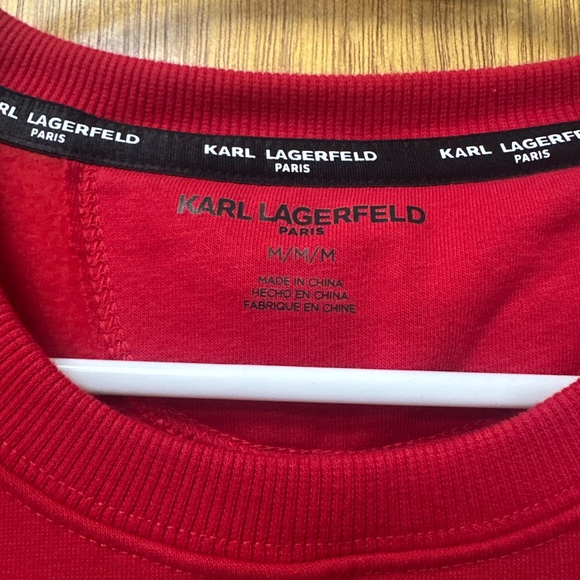 RL LAGERFELD
PARIS
KARL LAGERFELD
PARIS
KARL LAGERFELD
PARIS
KARL LAGERFELD
PARIS
M/M/M
MADE IN CHINA
HECHO EN CHINA
FABRIQUE EN CHINE